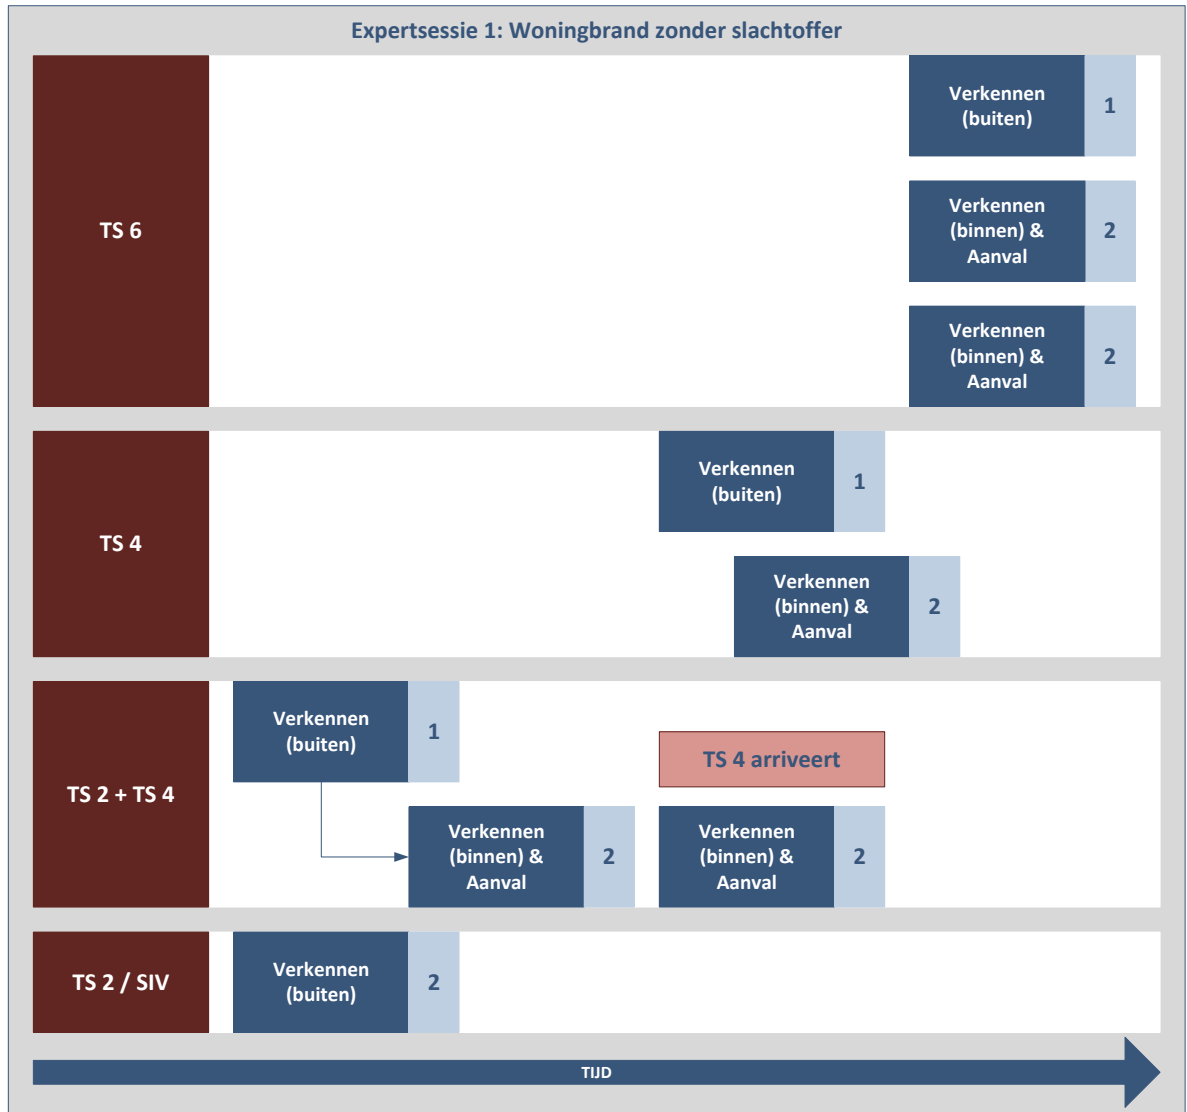 Expertsessie 1: Woningbrand zonder slachtoffer
TS 6
Verkennen
(buiten)
1
Verkennen
(binnen) &
Aanval
2
Verkennen
(binnen) &
Aanval
2
TS 4
Verkennen
(buiten)
1
Verkennen
(binnen) &
Aanval
2
TS 2 + TS 4
Verkennen
(buiten)
1
TS 4 arriveert
Verkennen
(binnen) &
Aanval
2
Verkennen
(binnen) &
Aanval
2
TS 2 / SIV
Verkennen
(buiten)
2
TIJD